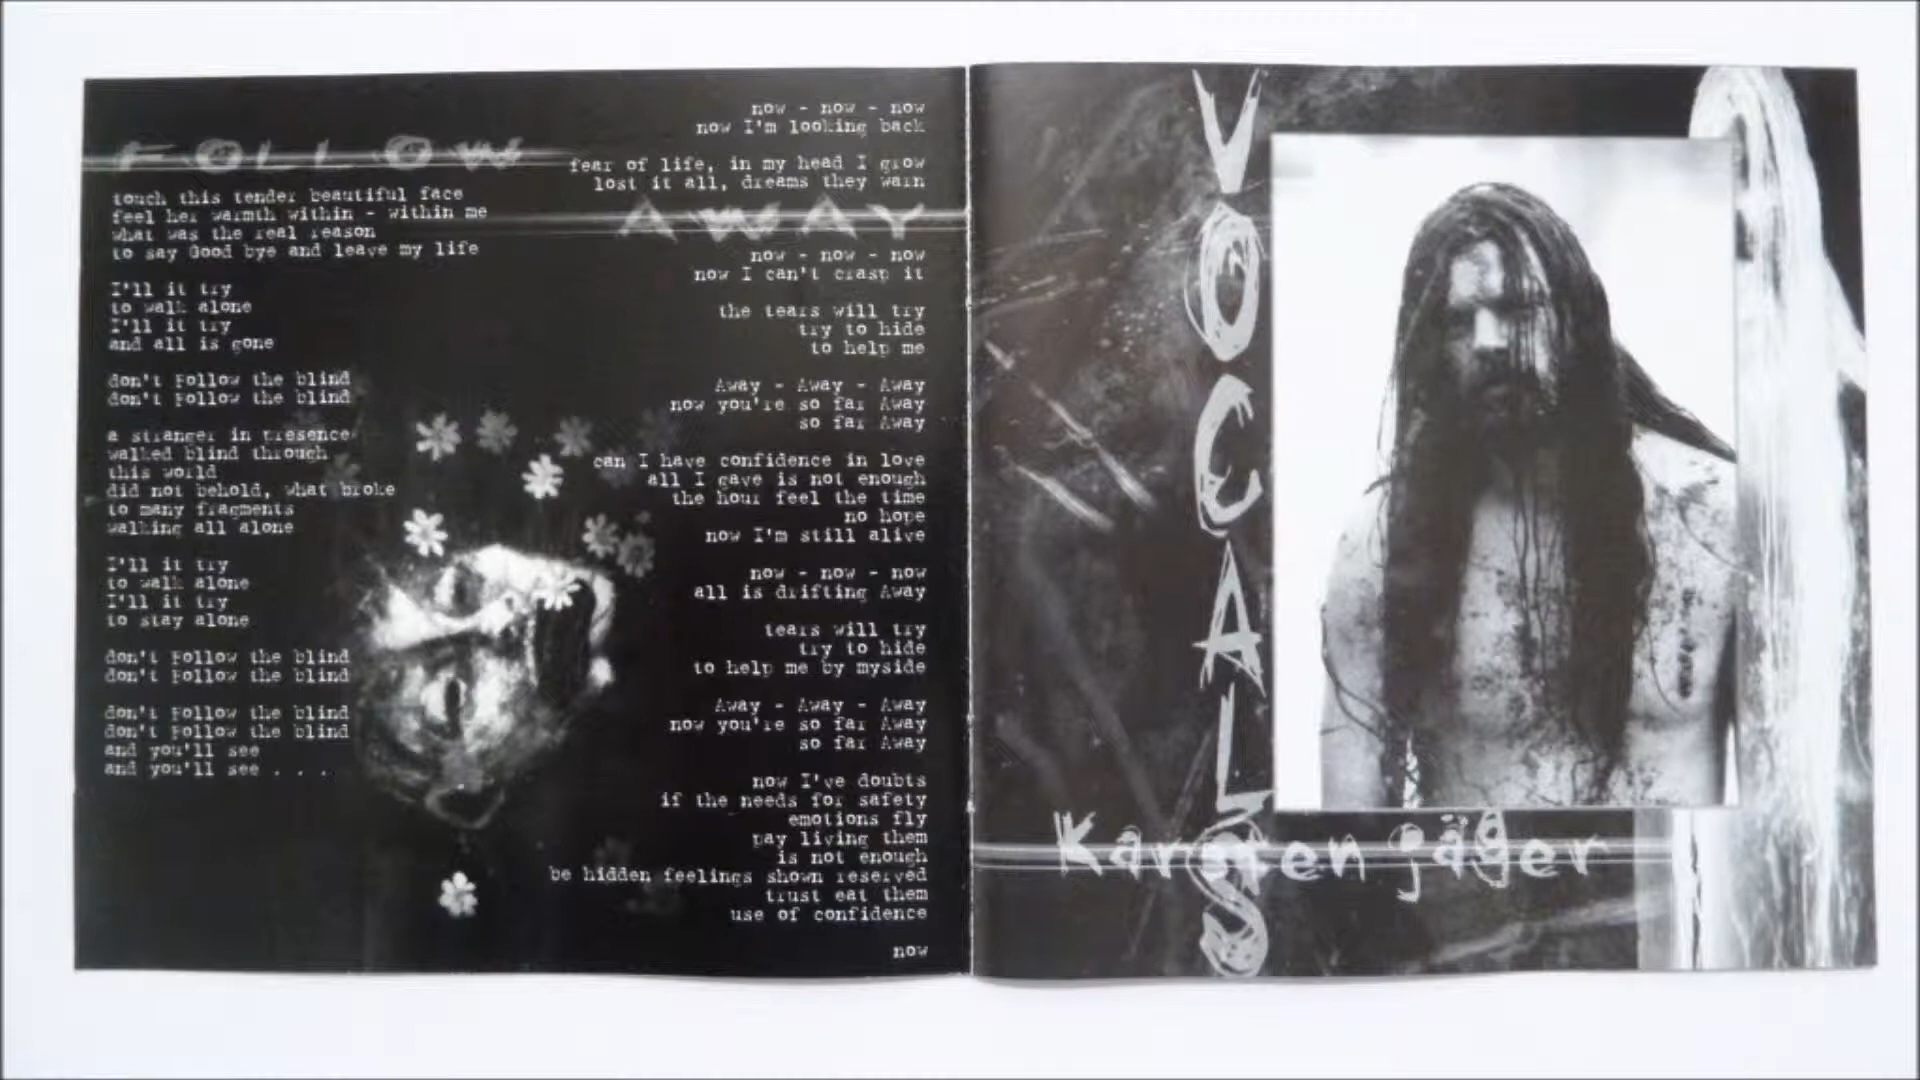 FOLLOW
touch this tender beautiful face
feel her warmth within - within me
what was the real reason
to say Good bye and leave my life
I'll it try
to walk alone
I'll it try
and all is gone
don't Follow the blind
don't Follow the blind
a stranger in presence
walked blind through
this world
did not behold, what broke
to many fragments
walking all alone
I'll it try
to walk alone
I'll it try
to stay alone
don't Follow the blind
don't Follow the blind
don't Follow the blind
don't Follow the blind
and you'll see
and you'll see . . .
now - now - now
now I'm looking back
fear of life, in my head I grow
lost it all, dreams they warn
AWAY
now - now - now
now I can't grasp it
the tears will try
try to hide
to help me
Away - Away - Away
now you're so far Away
so far Away
can I have confidence in love
all I gave is not enough
the hour feel the time
no hope
now I'm still alive
now - now - now
all is drifting Away
tears will try
try to hide
to help me by myside
Away - Away - Away
now you're so far Away
so far Away
now I've doubts
if the needs for safety
emotions fly
pay living them
is not enough
be hidden feelings shown reserved
trust eat them
use of confidence
now
VOCALS
Karsten jäger